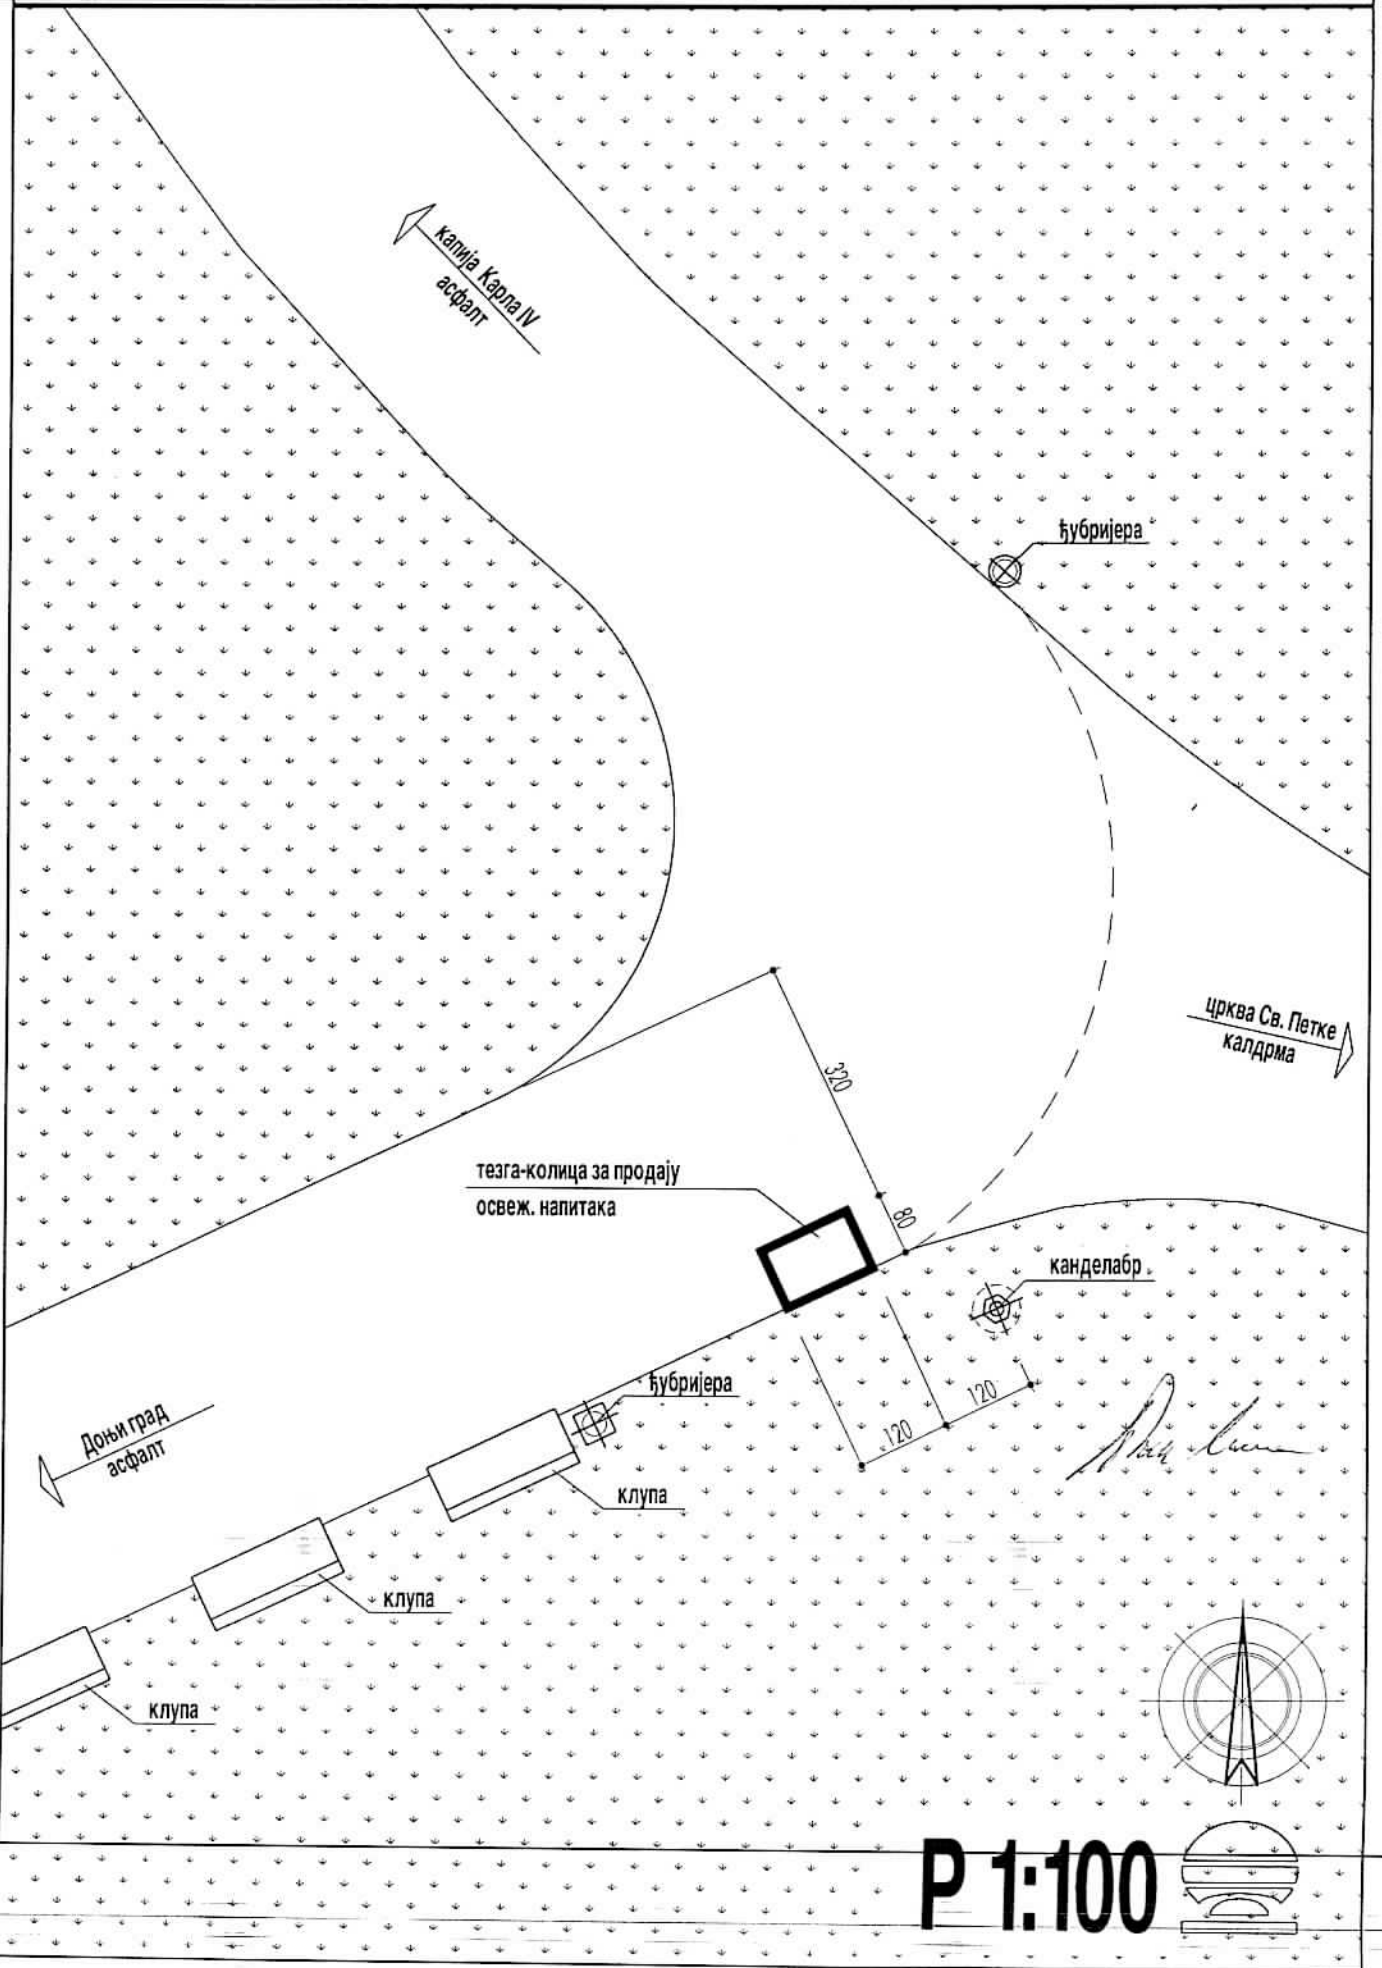 капија Карла IV
асфалт
ђубријера
црква Св. Петке
калдрма
320
тезга-колица за продају
освеж. напитака
80
канделабр
ђубријера
120
120
Доњи град
асфалт
клупа
клупа
клупа
Р 1:100